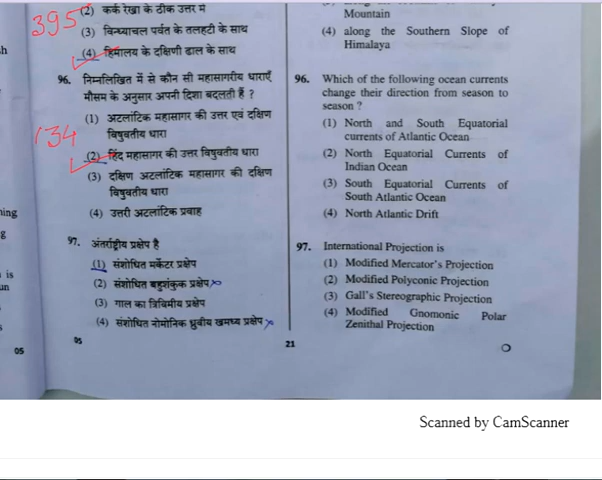 395
(2) कर्क रेखा के ठीक उत्तर में
(3) विन्ध्याचल पर्वत के तलहटी के साथ
(4) हिमालय के दक्षिणी ढाल के साथ
96. निम्नलिखित में से कौन सी महासागरीय धाराएँ
मौसम के अनुसार अपनी दिशा बदलती हैं ?
(1) अटलांटिक महासागर की उत्तर एवं दक्षिण
विषुवतीय धारा
134
(2) हिंद महासागर की उत्तर विषुवतीय धारा
(3) दक्षिण अटलांटिक महासागर की दक्षिण
विषुवतीय धारा
(4) उत्तरी अटलांटिक प्रवाह
97. अंतर्राष्ट्रीय प्रक्षेप है
(1) संशोधित मर्केटर प्रक्षेप
(2) संशोधित बहुशंकुक प्रक्षेप
(3) गाल का त्रिविमीय प्रक्षेप
(4) संशोधित नोमोनिक ध्रुवीय खमध्य प्रक्षेप
05
Mountain
(4) along the Southern Slope of
Himalaya
96. Which of the following ocean currents
change their direction from season to
season ?
(1) North and South Equatorial
currents of Atlantic Ocean
(2) North Equatorial Currents of
Indian Ocean
(3) South Equatorial Currents of
South Atlantic Ocean
(4) North Atlantic Drift
97. International Projection is
(1) Modified Mercator's Projection
(2) Modified Polyconic Projection
(3) Gall's Stereographic Projection
(4) Modified Gnomonic Polar
Zenithal Projection
21
h
ning
g
is
un
s
05
Scanned by CamScanner